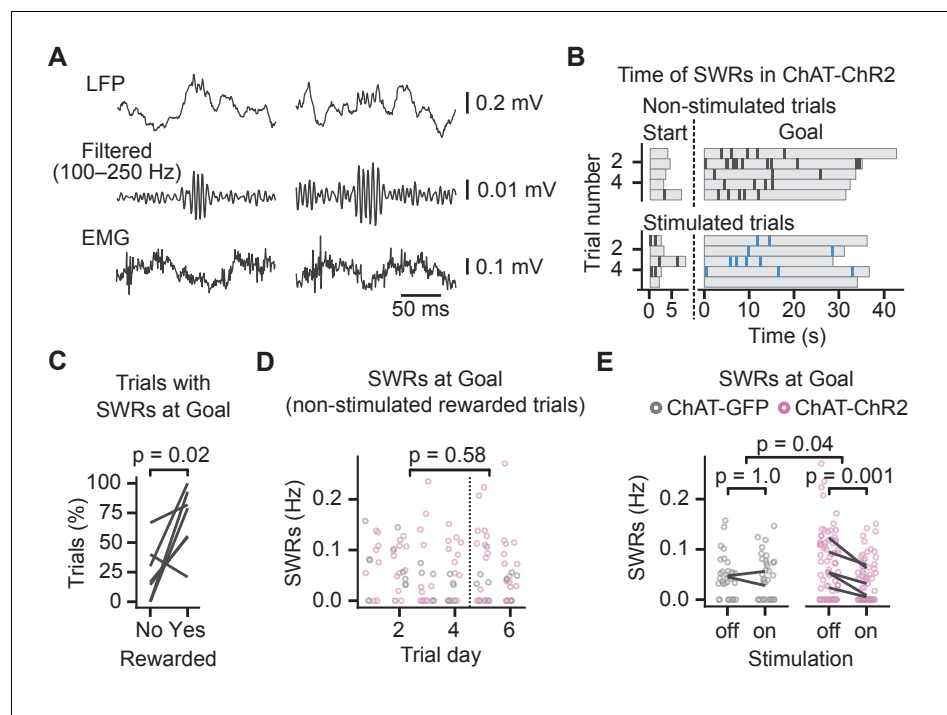 A
LFP
0.2 mV
Filtered
(100–250 Hz)
0.01 mV
EMG
0.1 mV
50 ms
B
Time of SWRs in ChAT-ChR2
Non-stimulated trials
Start Goal
2
4
Stimulated trials
2
4
Trial number
0 5 0 10 20 30 40
Time (s)
C
Trials with
SWRs at Goal
p = 0.02
100
75
50
25
0
Trials (%)
No Yes
Rewarded
D
SWRs at Goal
(non-stimulated rewarded trials)
p = 0.58
0.2
0.1
0.0
SWRs (Hz)
2 4 6
Trial day
E
SWRs at Goal
ChAT-GFP ChAT-ChR2
p = 0.04
p = 1.0 p = 0.001
0.2
0.1
0.0
SWRs (Hz)
off on off on
Stimulation